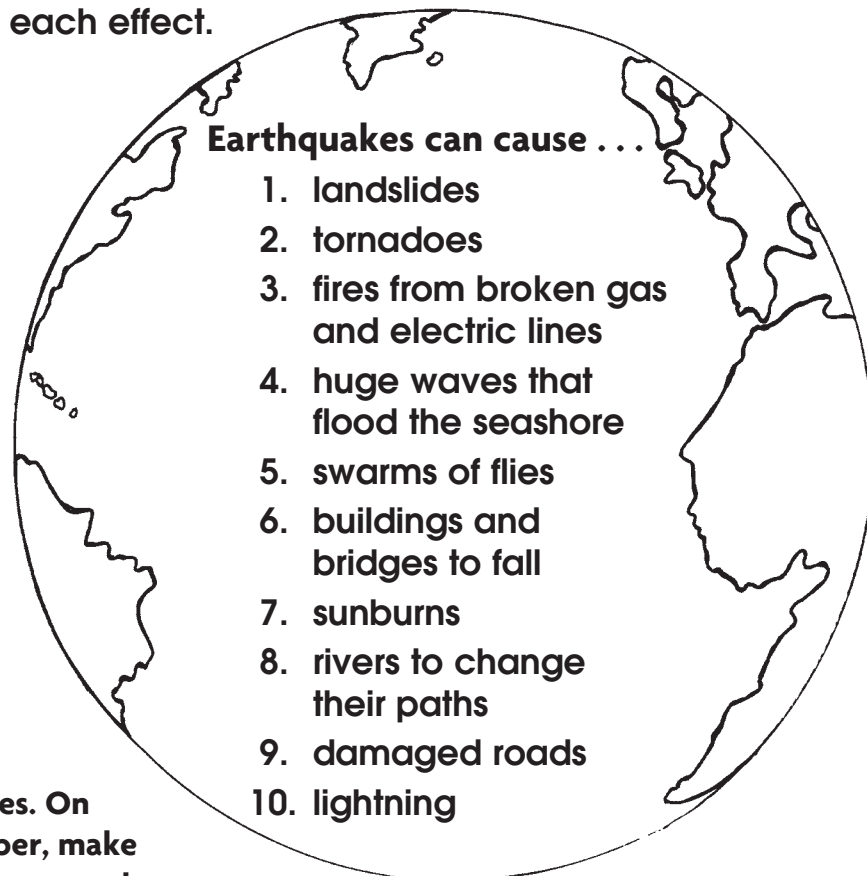 each effect.
Earthquakes can cause . . .
1. landslides
2. tornadoes
3. fires from broken gas
and electric lines
4. huge waves that
flood the seashore
5. swarms of flies
6. buildings and
bridges to fall
7. sunburns
8. rivers to change
their paths
9. damaged roads
10. lightning
es. On
per, make